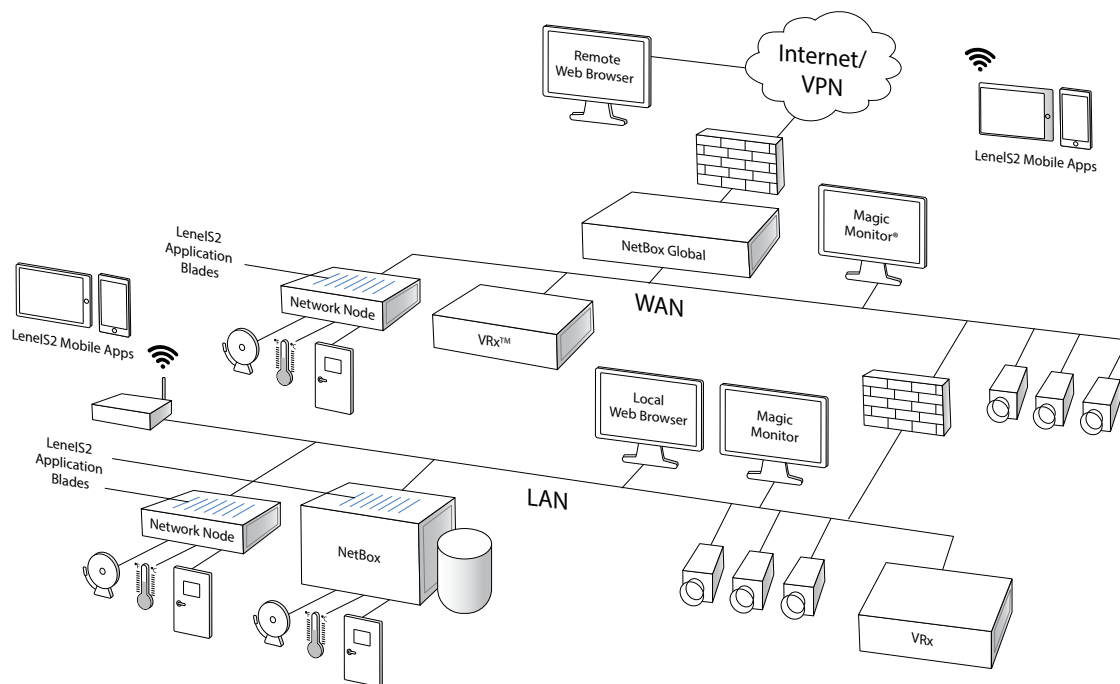 Remote
Web Browser
Internet/
VPN
LenelS2 Mobile Apps
LenelS2
Application
Blades
Magic
Monitor®
NetBox Global
Network Node
WAN
VRx™
LenelS2 Mobile Apps
Local
Web Browser
Magic
Monitor
LenelS2
Application
Blades
LAN
Network Node
NetBox
VRx